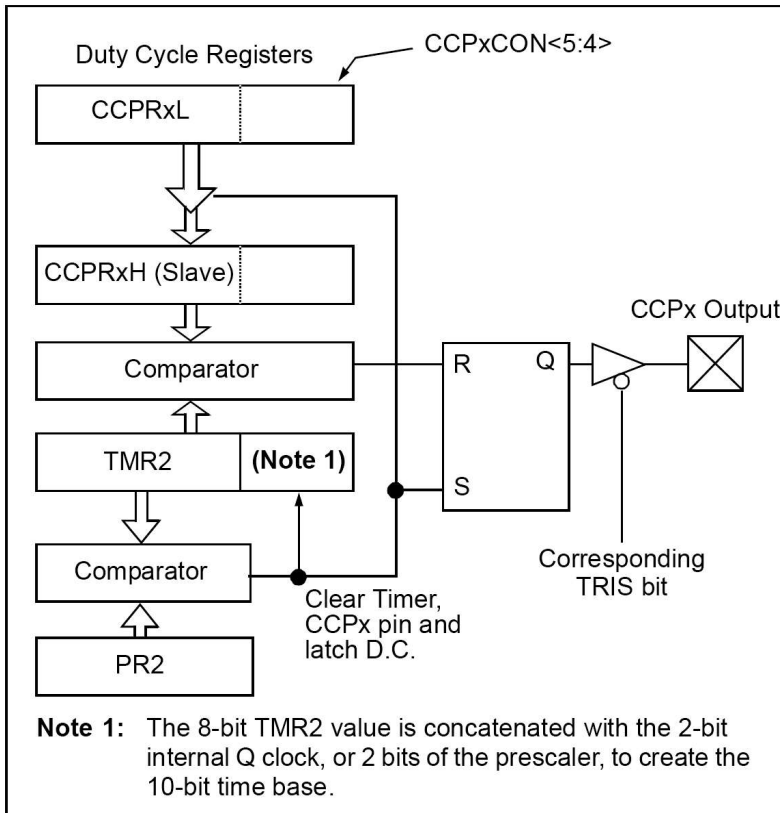 Duty Cycle Registers
CCPxCON<5:4>
CCPRxL
CCPRxH (Slave)
CCPx Output
Comparator
R
Q
TMR2
(Note 1)
S
Comparator
Corresponding
TRIS bit
Clear Timer,
CCPx pin and
latch D.C.
PR2
Note 1: The 8-bit TMR2 value is concatenated with the 2-bit
internal Q clock, or 2 bits of the prescaler, to create the
10-bit time base.